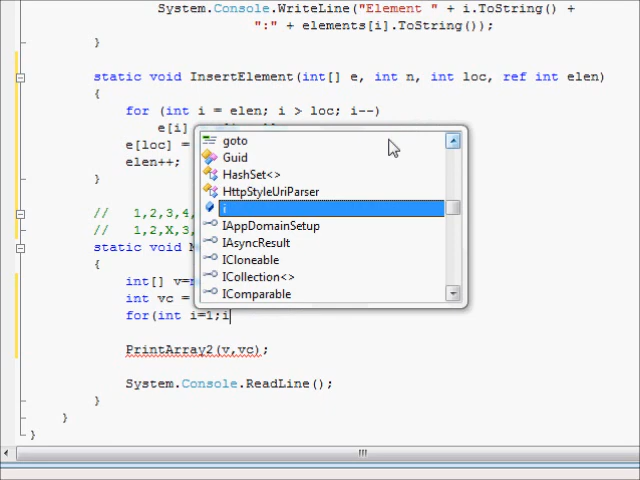 System.Console.WriteLine("Element " + i.ToString() +
":" + elements[i].ToString());
}
static void InsertElement(int[] e, int n, int loc, ref int elen)
{
for (int i = elen; i > loc; i--)
e[i]
e[loc] =
elen++;
}
// 1,2,3,4,
// 1,2,X,3,
static void
{
int[] v=
int vc =
for(int i=1;i
PrintArray2(v,vc);
System.Console.ReadLine();
}
}
}
goto
Guid
HashSet<>
HttpStyleUriParser
i
IAppDomainSetup
IAsyncResult
ICloneable
ICollection<>
IComparable